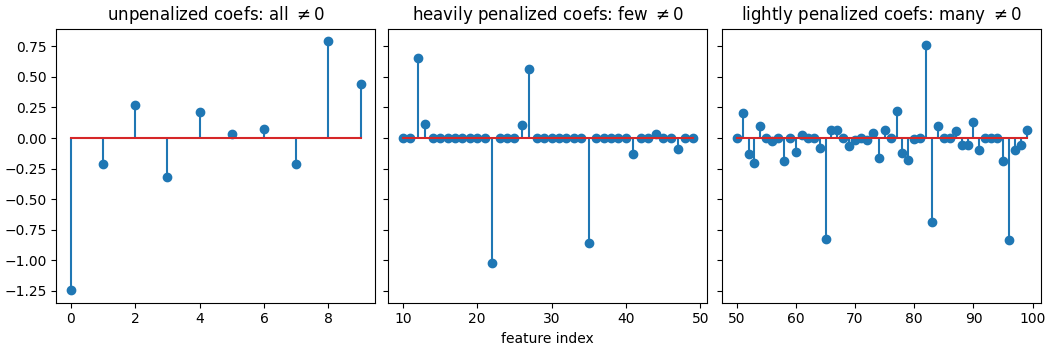 unpenalized coefs: all ≠0
heavily penalized coefs: few ≠0
lightly penalized coefs: many ≠0
0.75
0.50
0.25
0.00
−0.25
−0.50
−0.75
−1.00
−1.25
0 2 4 6 8
10 20 30 40 50
50 60 70 80 90 100
feature index